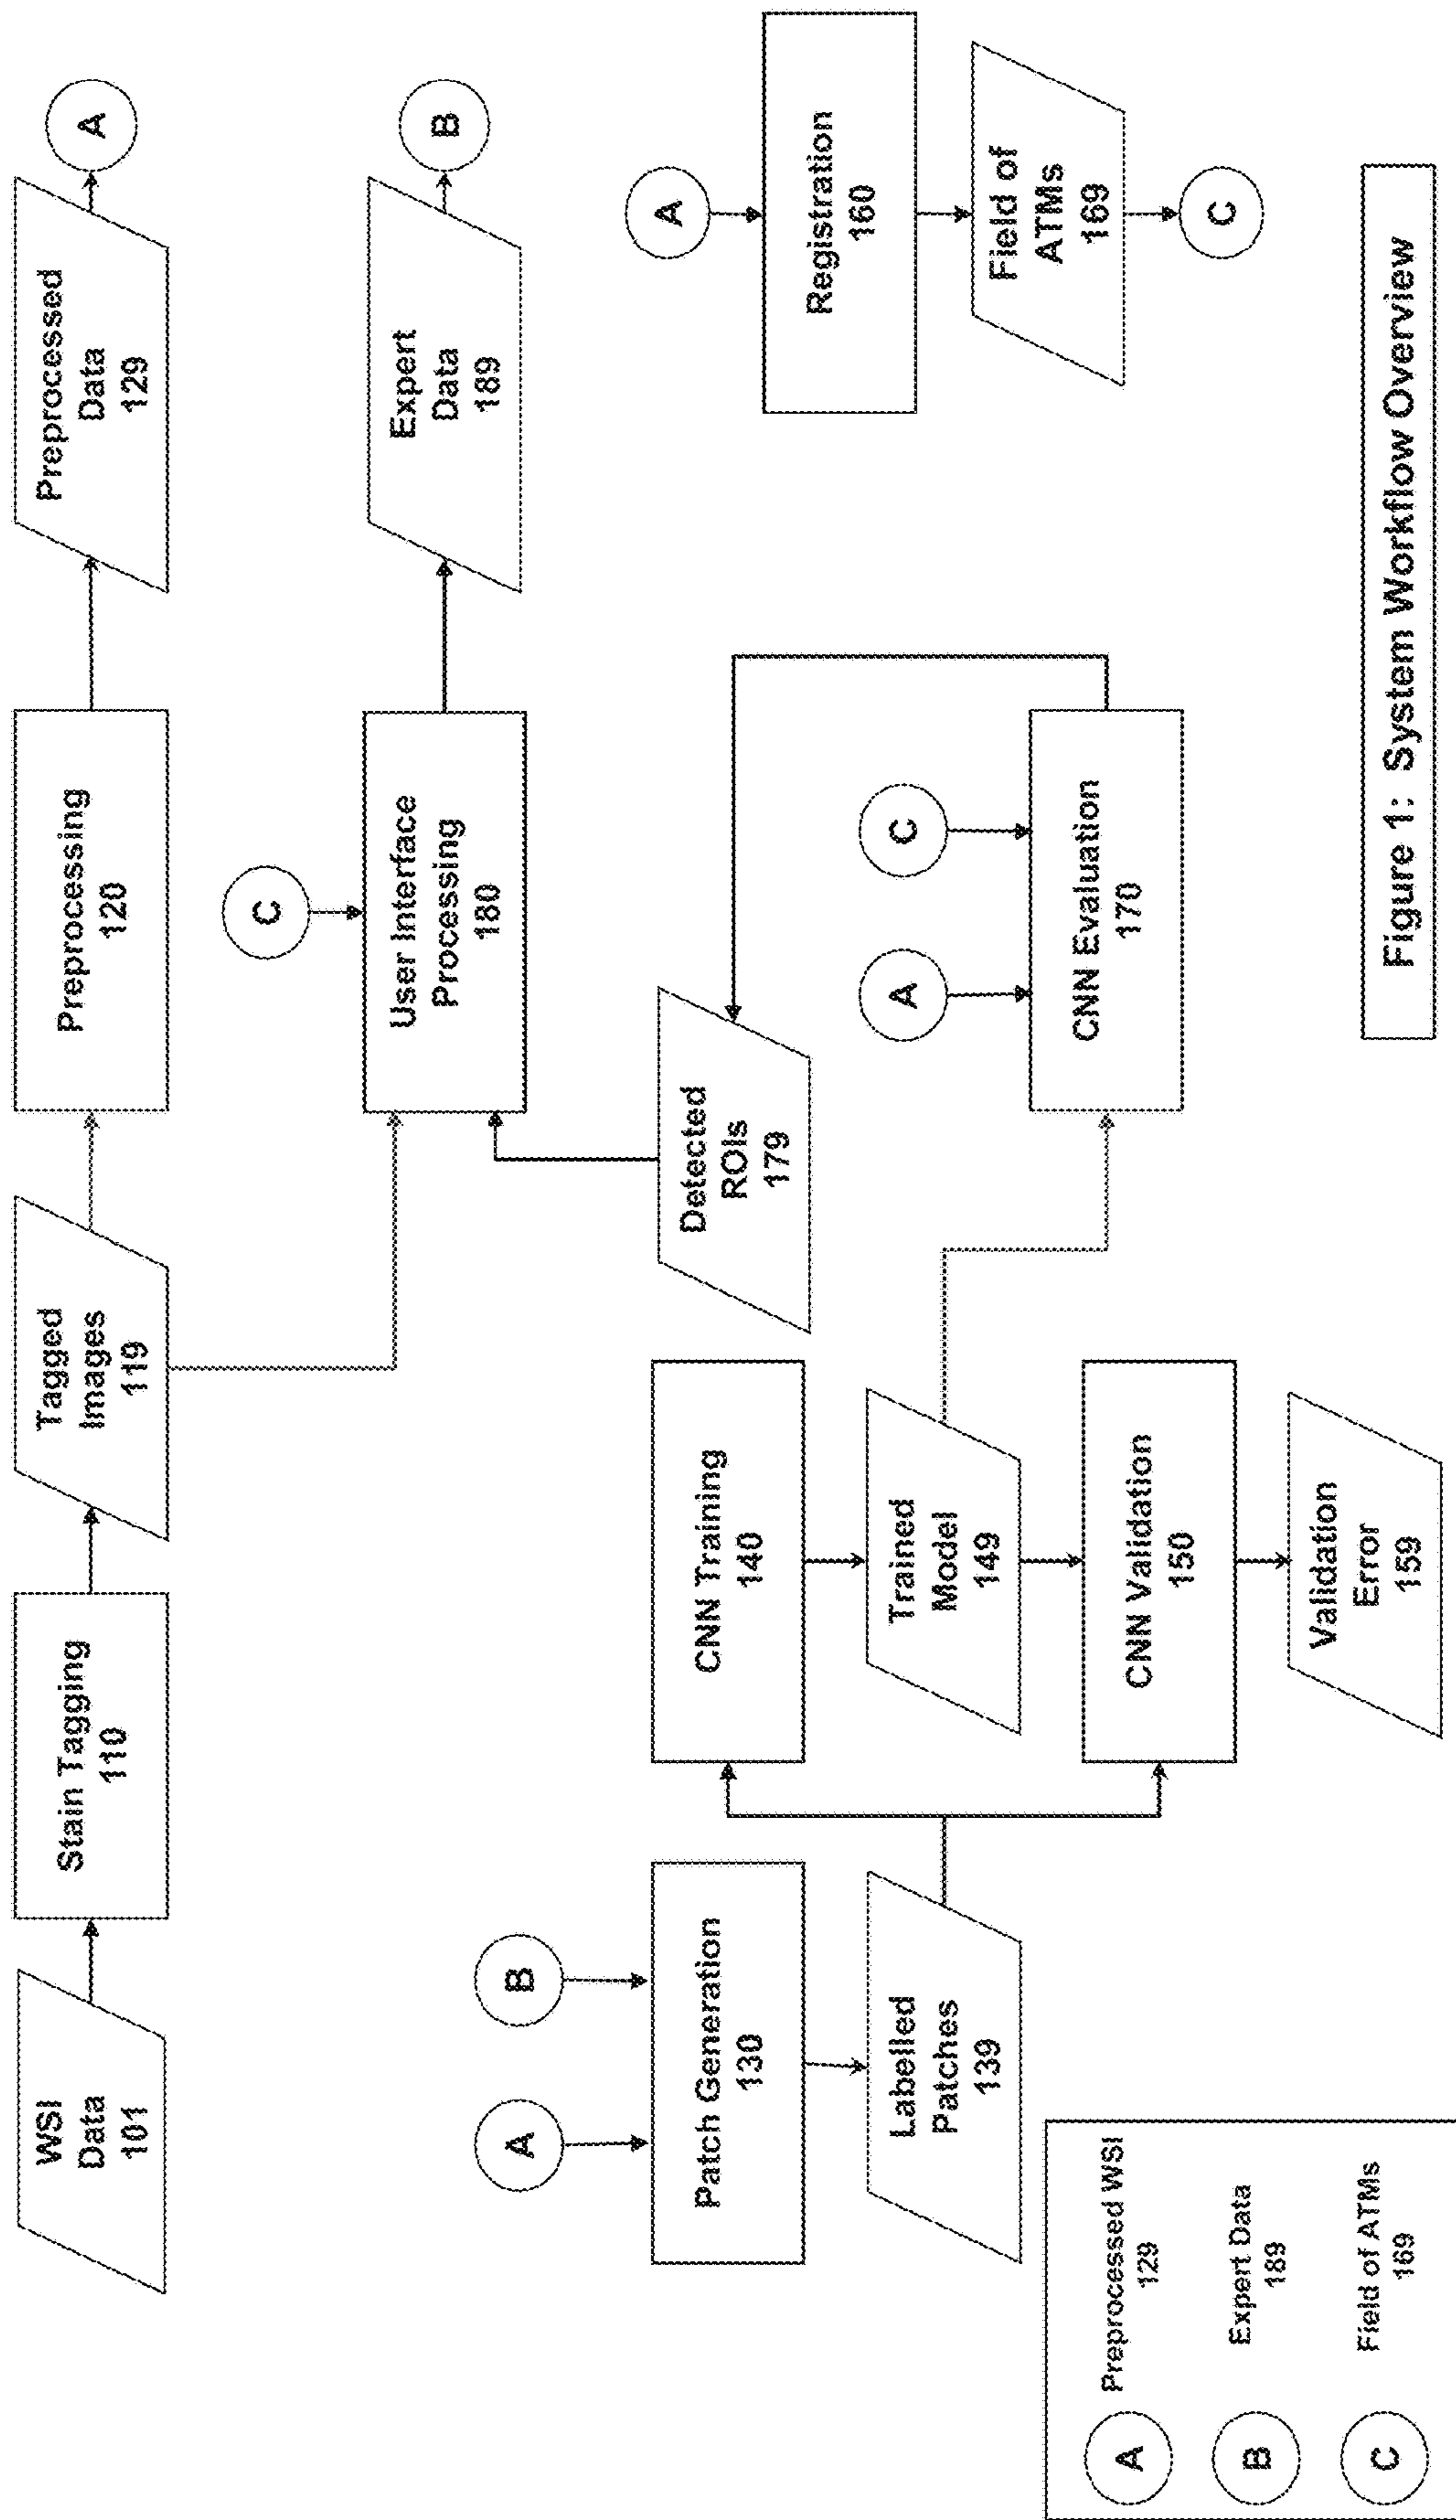 WSI
Data
101
Stain Tagging
110
Tagged
Images
119
Preprocessing
120
Preprocessed
Data
129
A
C
User Interface
Processing
180
Expert
Data
189
B
A
B
Patch Generation
130
Labelled
Patches
139
CNN Training
140
Trained
Model
149
CNN Validation
150
Validation
Error
159
Detected
ROIs
179
A
C
CNN Evaluation
170
A
Registration
160
Field of
ATMs
169
C
A
Preprocessed WSI
129
B
Expert Data
189
C
Field of ATMs
169
Figure 1: System Workflow Overview